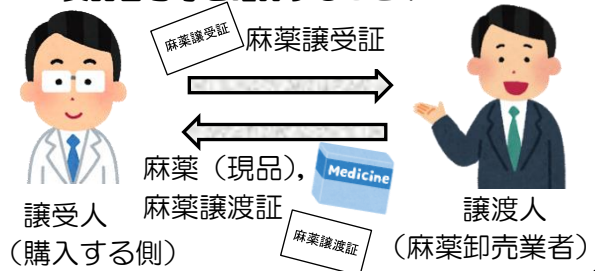 麻薬譲受証
麻薬譲受証
麻薬（現品），
Medicine
麻薬譲渡証
麻薬譲渡証
譲受人
（購入する側）
譲渡人
（麻薬卸売業者）